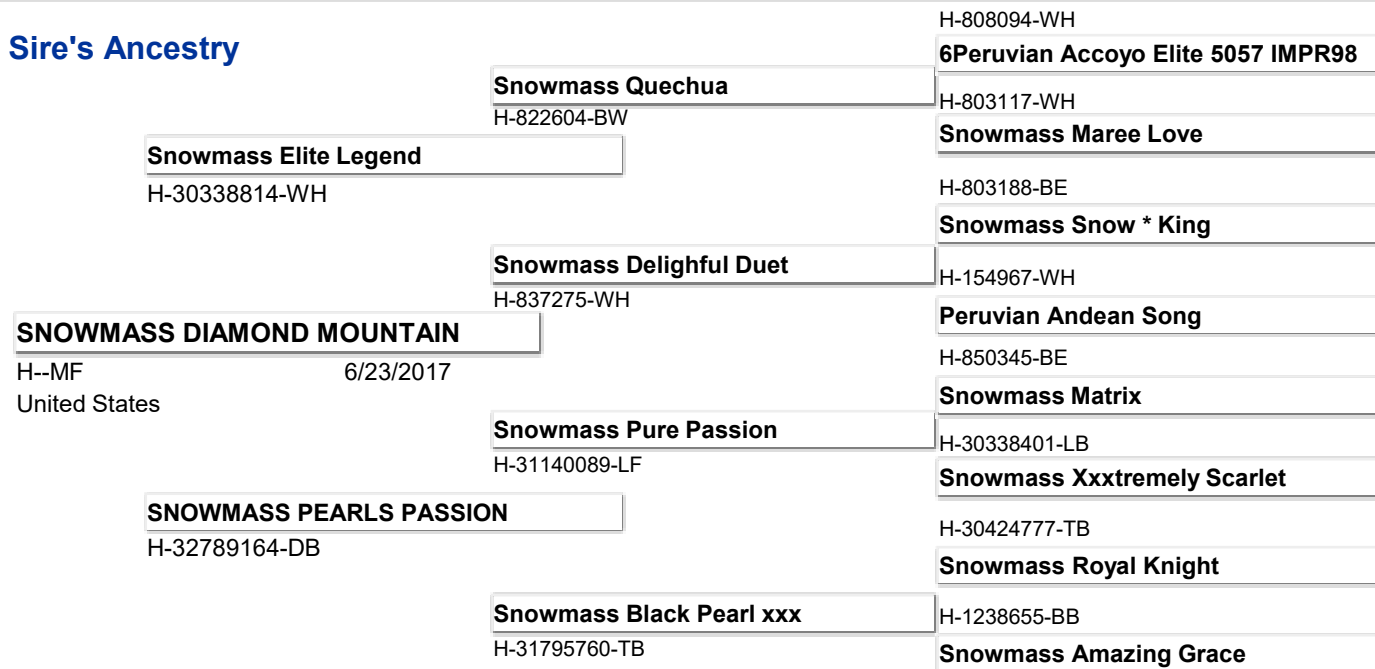 H-808094-WH
Sire's Ancestry
6Peruvian Accoyo Elite 5057 IMPR98
Snowmass Quechua
H-803117-WH
H-822604-BW
Snowmass Maree Love
Snowmass Elite Legend
H-30338814-WH
H-803188-BE
Snowmass Snow * King
Snowmass Delighful Duet
H-154967-WH
H-837275-WH
Peruvian Andean Song
SNOWMASS DIAMOND MOUNTAIN
H--MF 6/23/2017
H-850345-BE
United States
Snowmass Matrix
Snowmass Pure Passion
H-30338401-LB
H-31140089-LF
Snowmass Xxxtremely Scarlet
SNOWMASS PEARLS PASSION
H-32789164-DB
H-30424777-TB
Snowmass Royal Knight
Snowmass Black Pearl xxx
H-1238655-BB
H-31795760-TB
Snowmass Amazing Grace